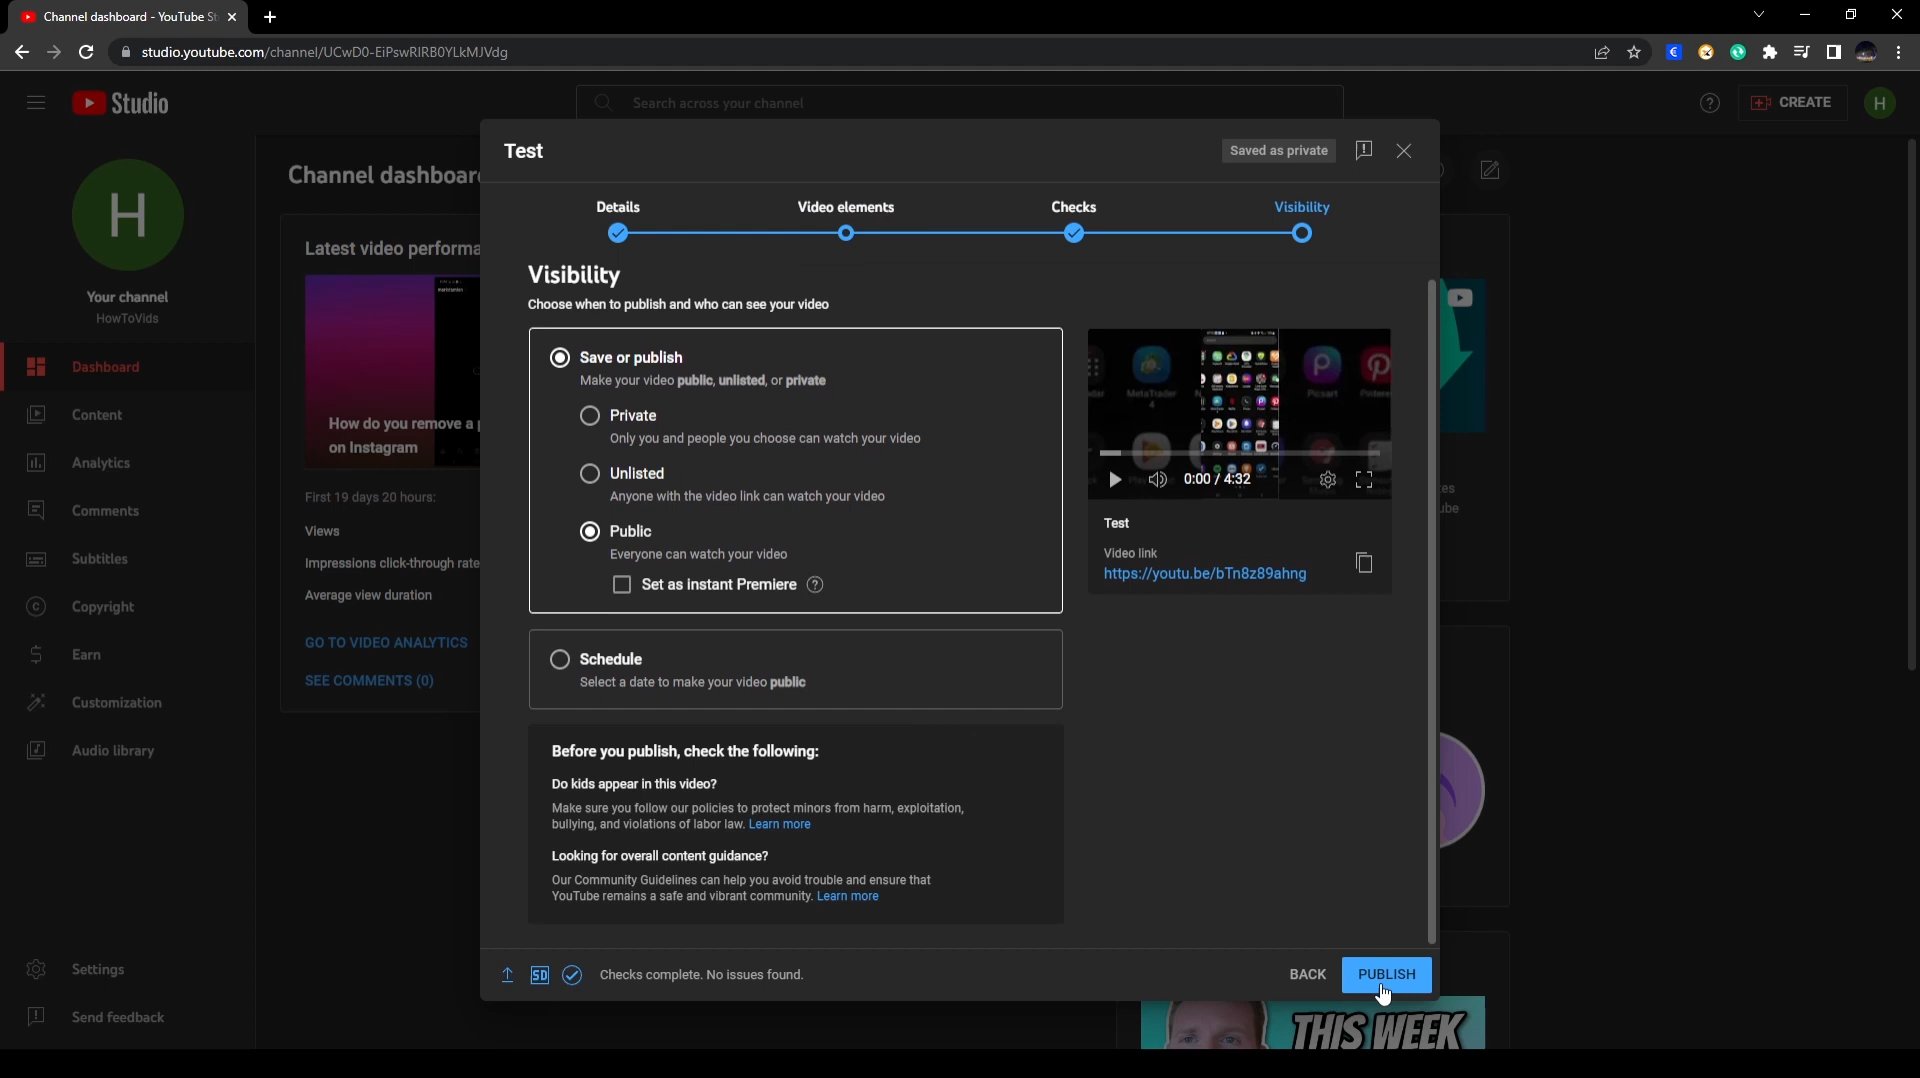 Channel dashboard - YouTube St
studio.youtube.com/channel/UCwD0-EiPswRIRB0YLkMJVdg
Studio
Search across your channel
CREATE
H
H
Your channel
HowToVids
Dashboard
Content
Analytics
Comments
Subtitles
Copyright
Earn
Customization
Audio library
Settings
Send feedback
Channel dashboar
Latest video performa
How do you remove a p
on Instagram
First 19 days 20 hours:
Views
Impressions click-through rate
Average view duration
GO TO VIDEO ANALYTICS
SEE COMMENTS (0)
Test
Saved as private
Details
Video elements
Checks
Visibility
Visibility
Choose when to publish and who can see your video
Save or publish
Make your video public, unlisted, or private
Private
Only you and people you choose can watch your video
Unlisted
Anyone with the video link can watch your video
Public
Everyone can watch your video
Set as instant Premiere
Schedule
Select a date to make your video public
Before you publish, check the following:
Do kids appear in this video?
Make sure you follow our policies to protect minors from harm, exploitation,
bullying, and violations of labor law. Learn more
Looking for overall content guidance?
Our Community Guidelines can help you avoid trouble and ensure that
YouTube remains a safe and vibrant community. Learn more
MetaTrader
4
Picsart
0:00 / 4:32
Test
Video link
https://youtu.be/bTn8z89ahng
SD
Checks complete. No issues found.
BACK
PUBLISH
THIS WEEK